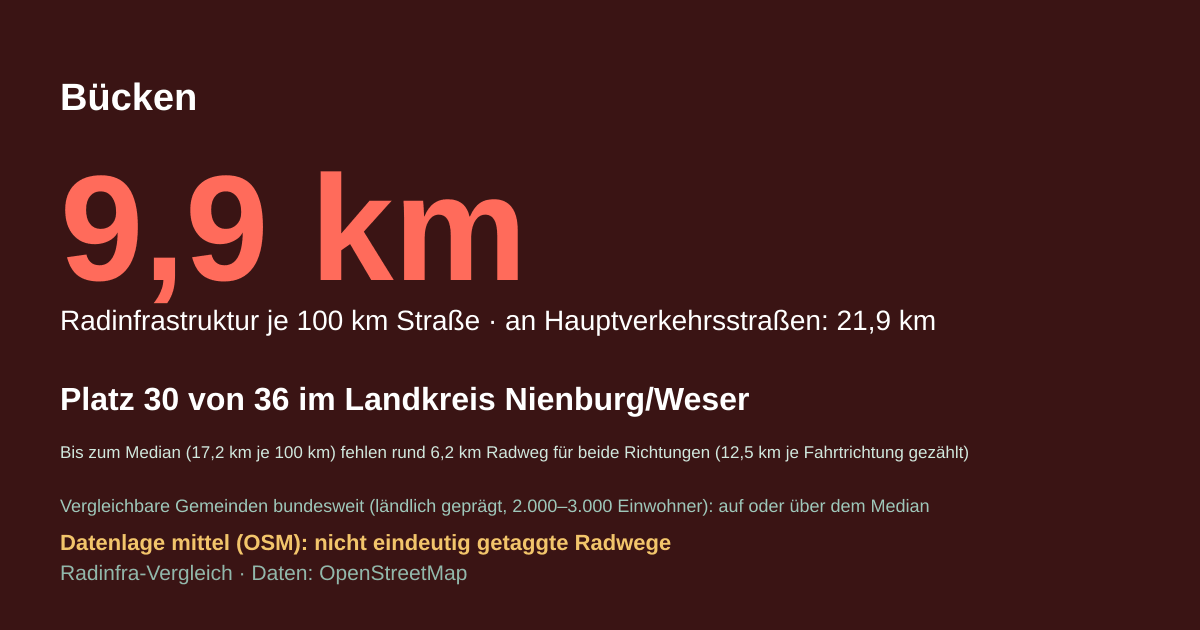 Bücken
9,9 km
Radinfrastruktur je 100 km Straße · an Hauptverkehrsstraßen: 21,9 km
Platz 30 von 36 im Landkreis Nienburg/Weser
Bis zum Median (17,2 km je 100 km) fehlen rund 6,2 km Radweg für beide Richtungen (12,5 km je Fahrtrichtung gezählt)
Vergleichbare Gemeinden bundesweit (ländlich geprägt, 2.000–3.000 Einwohner): auf oder über dem Median
Datenlage mittel (OSM): nicht eindeutig getaggte Radwege
Radinfra-Vergleich · Daten: OpenStreetMap